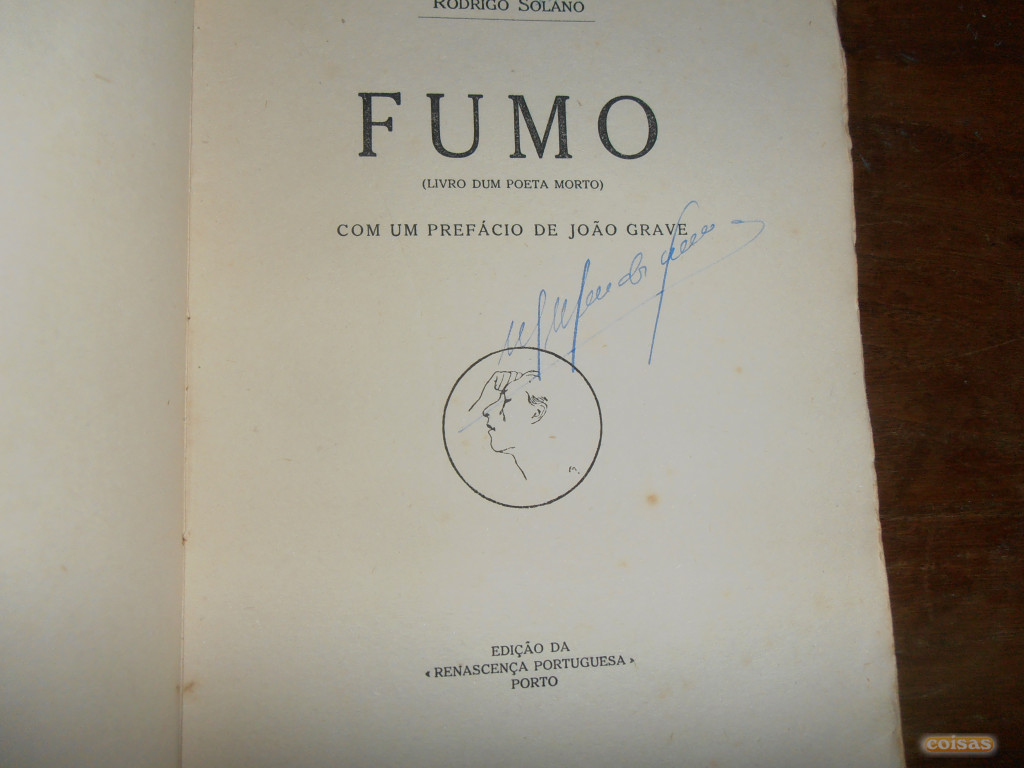 RODRIGO SOLANO
FUMO
(LIVRO DUM POETA MORTO)
COM UM PREFÁCIO DE JOÃO GRAVE
EDIÇÃO DA
«RENASCENÇA PORTUGUESA»
PORTO
coisas